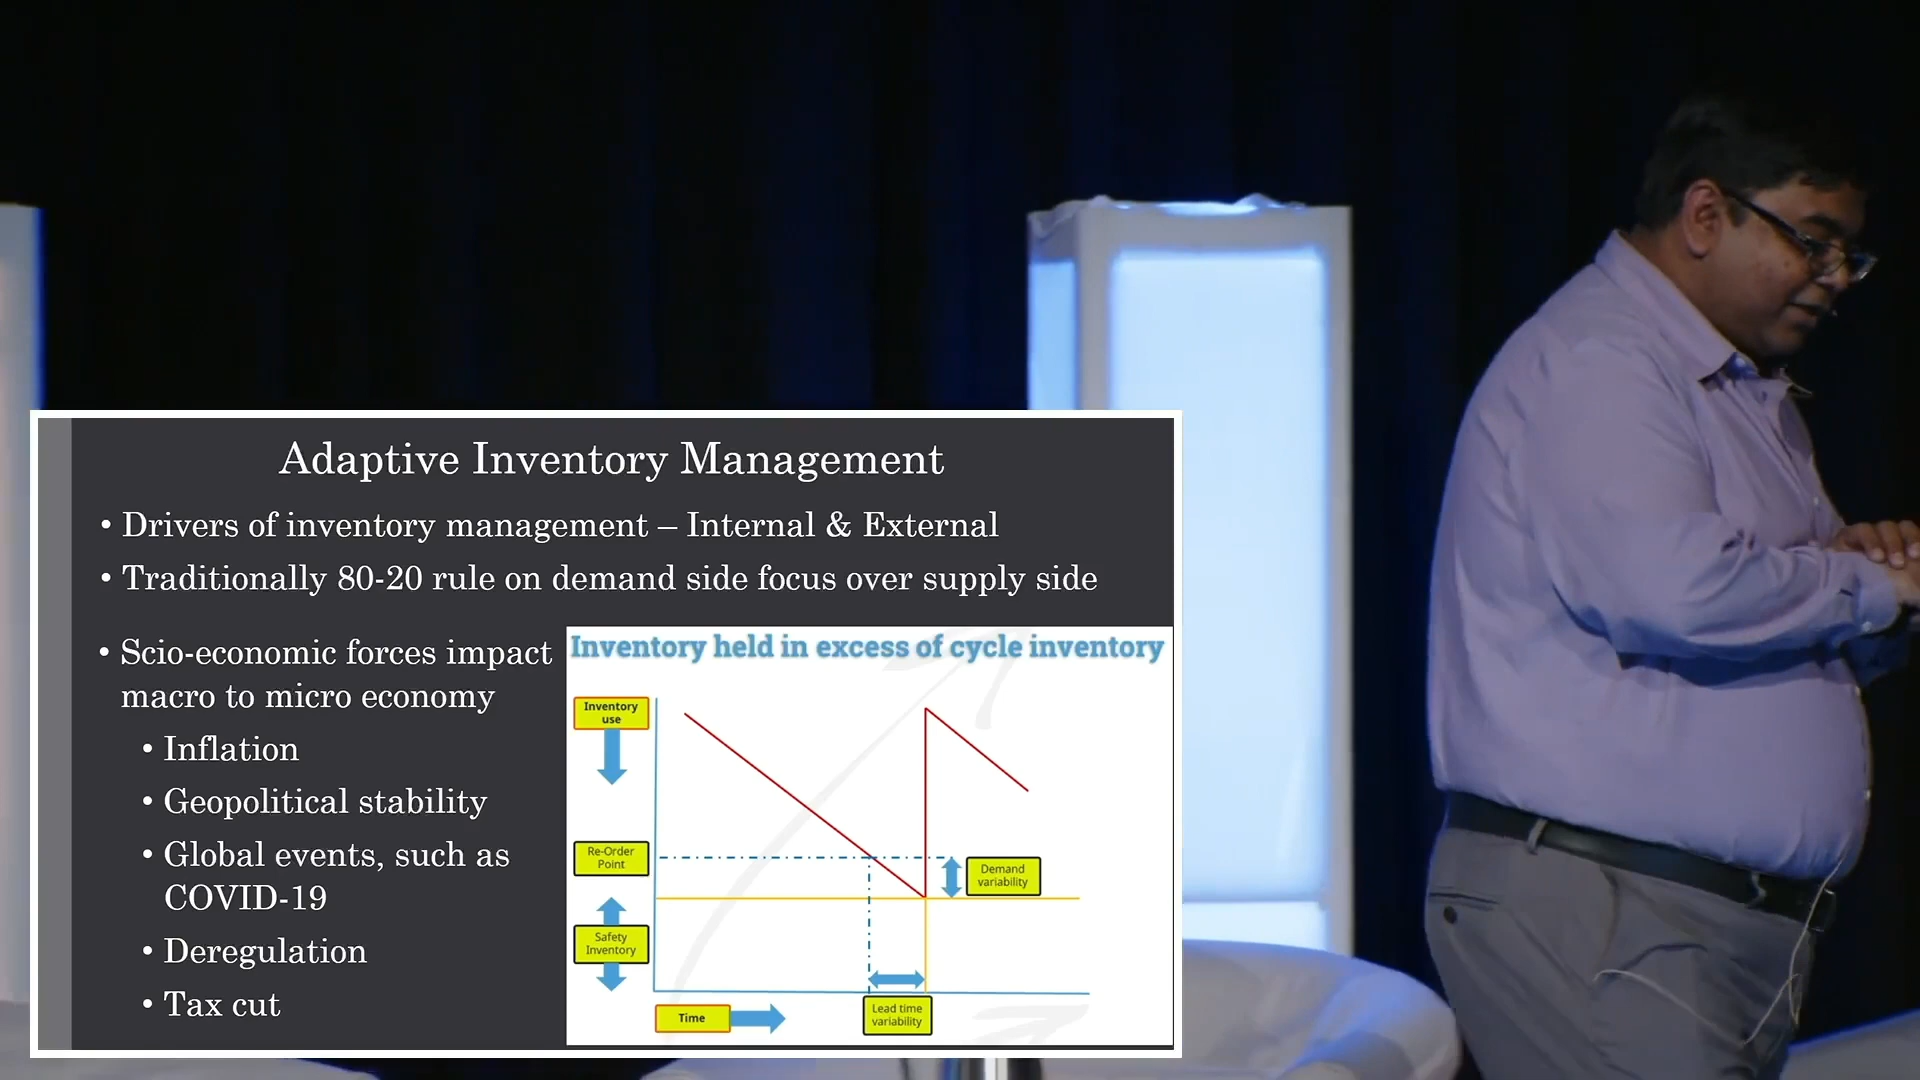 Adaptive Inventory Management
• Drivers of inventory management – Internal & External
• Traditionally 80-20 rule on demand side focus over supply side
• Scio-economic forces impact
macro to micro economy
• Inflation
• Geopolitical stability
• Global events, such as
COVID-19
• Deregulation
• Tax cut
Inventory held in excess of cycle inventory
Inventory
use
Re-Order
Point
Demand
variability
Safety
Inventory
Time
Lead time
variability